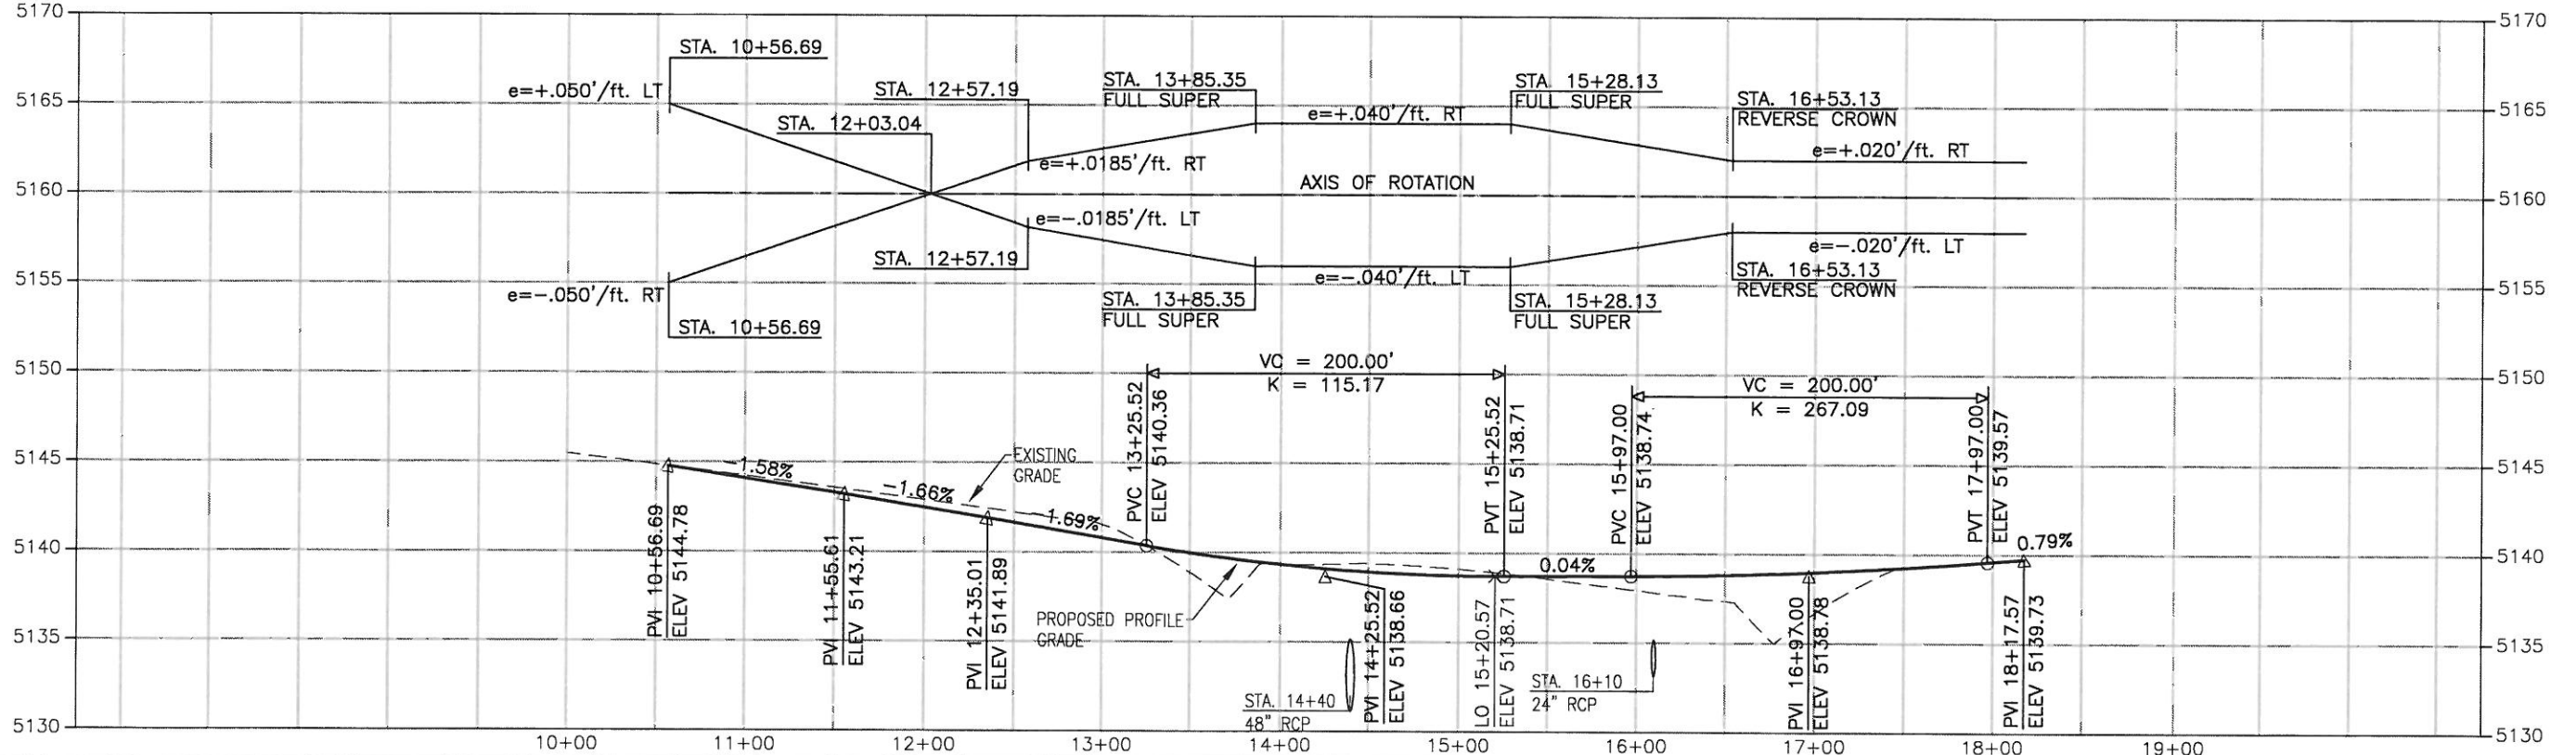 5170
5170
STA. 10+56.69
e=+.050'/ft. LT
STA. 12+57.19
STA. 12+03.04
STA. 13+85.35
FULL SUPER
e=+.040'/ft. RT
STA. 15+28.13
FULL SUPER
STA. 16+53.13
REVERSE CROWN
5165
5165
e=+.0185'/ft. RT
e=+.020'/ft. RT
5160
AXIS OF ROTATION
5160
e=-.0185'/ft. LT
STA. 12+57.19
e=-.020'/ft. LT
5155
e=-.040'/ft. LT
5155
e=-.050'/ft. RT
STA. 10+56.69
STA. 13+85.35
FULL SUPER
STA. 15+28.13
FULL SUPER
STA. 16+53.13
REVERSE CROWN
5150
VC = 200.00'
K = 115.17
VC = 200.00'
K = 267.09
5150
PVC 13+25.52
ELEV 5140.36
PVT 15+25.52
ELEV 5138.71
PVC 15+97.00
ELEV 5138.74
PVT 17+97.00
ELEV 5139.57
5145
-1.58%
-1.66%
-1.69%
EXISTING
GRADE
5145
5140
0.04%
0.79%
5140
PVI 10+56.69
ELEV 5144.78
PVI 11+55.61
ELEV 5143.21
PVI 12+35.01
ELEV 5141.89
PROPOSED PROFILE
GRADE
PVI 14+25.52
ELEV 5138.66
LO 15+20.57
ELEV 5138.71
PVI 16+97.00
ELEV 5138.78
PVI 18+17.57
ELEV 5139.73
5135
5135
STA. 14+40
48" RCP
STA. 16+10
24" RCP
5130
5130
10+00
11+00
12+00
13+00
14+00
15+00
16+00
17+00
18+00
19+00